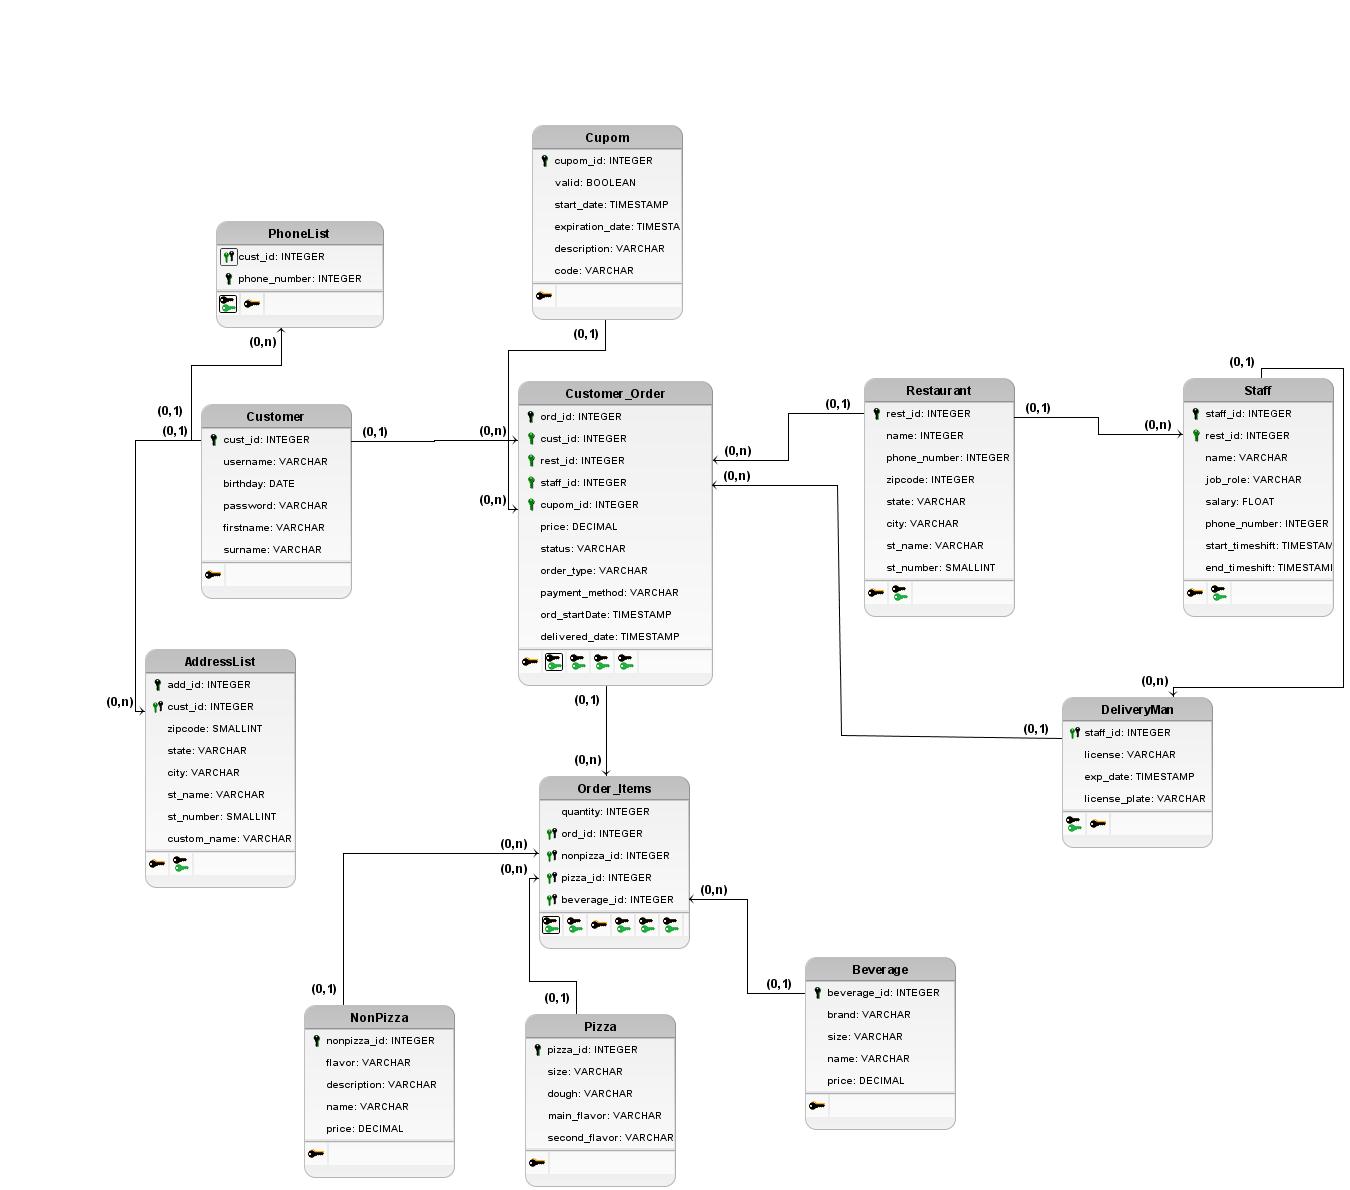 Cupom
cupom_id: INTEGER
valid: BOOLEAN
start_date: TIMESTAMP
expiration_date: TIMESTA
description: VARCHAR
code: VARCHAR
(0,1)
PhoneList
cust_id: INTEGER
phone_number: INTEGER
(0,n)
(0,1)
(0,1)
Customer
cust_id: INTEGER
username: VARCHAR
birthday: DATE
password: VARCHAR
firstname: VARCHAR
surname: VARCHAR
(0,1)
(0,n)
(0,n)
Customer_Order
ord_id: INTEGER
cust_id: INTEGER
rest_id: INTEGER
staff_id: INTEGER
cupom_id: INTEGER
price: DECIMAL
status: VARCHAR
order_type: VARCHAR
payment_method: VARCHAR
ord_startDate: TIMESTAMP
delivered_date: TIMESTAMP
(0,1)
(0,n)
(0,n)
(0,1)
Restaurant
rest_id: INTEGER
name: INTEGER
phone_number: INTEGER
zipcode: INTEGER
state: VARCHAR
city: VARCHAR
st_name: VARCHAR
st_number: SMALLINT
(0,1)
(0,n)
(0,1)
Staff
staff_id: INTEGER
rest_id: INTEGER
name: VARCHAR
job_role: VARCHAR
salary: FLOAT
phone_number: INTEGER
start_timeshift: TIMESTAM
end_timeshift: TIMESTAMI
(0,n)
AddressList
add_id: INTEGER
cust_id: INTEGER
zipcode: SMALLINT
state: VARCHAR
city: VARCHAR
st_name: VARCHAR
st_number: SMALLINT
custom_name: VARCHAR
(0,n)
DeliveryMan
staff_id: INTEGER
license: VARCHAR
exp_date: TIMESTAMP
license_plate: VARCHAR
(0,1)
(0,n)
Order_Items
quantity: INTEGER
ord_id: INTEGER
nonpizza_id: INTEGER
pizza_id: INTEGER
beverage_id: INTEGER
(0,n)
(0,n)
(0,n)
(0,1)
NonPizza
nonpizza_id: INTEGER
flavor: VARCHAR
description: VARCHAR
name: VARCHAR
price: DECIMAL
(0,1)
Pizza
pizza_id: INTEGER
size: VARCHAR
dough: VARCHAR
main_flavor: VARCHAR
second_flavor: VARCHAR
(0,1)
Beverage
beverage_id: INTEGER
brand: VARCHAR
size: VARCHAR
name: VARCHAR
price: DECIMAL